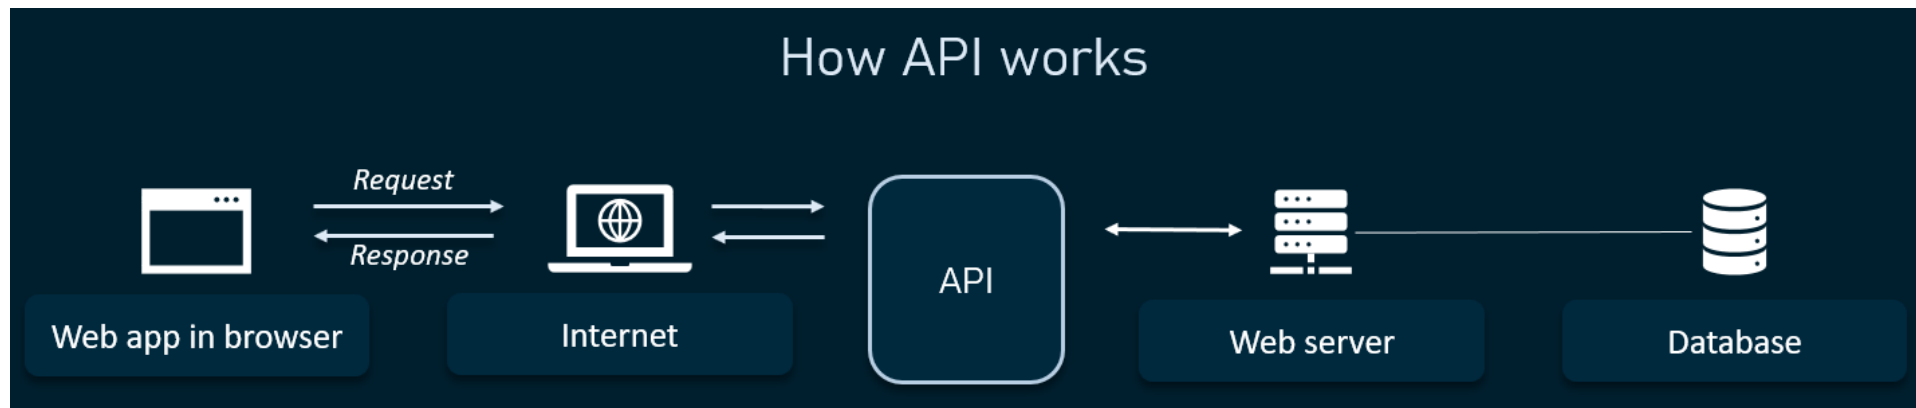 How API works
Request
Response
API
Web app in browser
Internet
Web server
Database